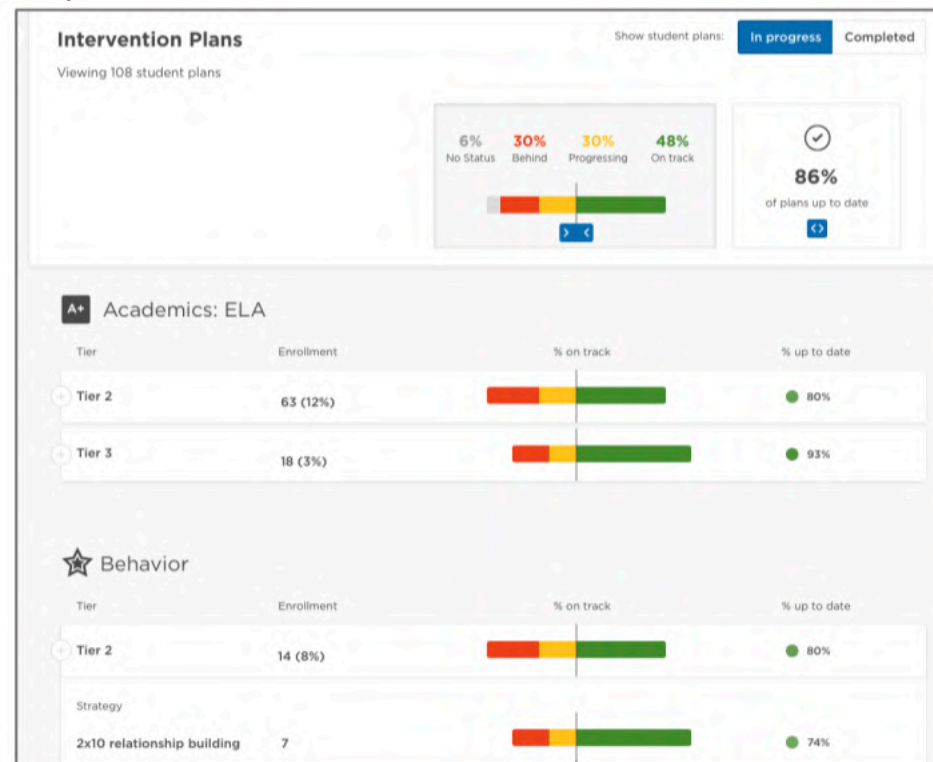 Intervention Plans
Show student plans: In progress Completed
Viewing 108 student plans
6% 30% 30% 48%
No Status Behind Progressing On track
86%
of plans up to date
A+ Academics: ELA
Tier Enrollment % on track % up to date
Tier 2 63 (12%) 80%
Tier 3 18 (3%) 93%
Behavior
Tier Enrollment % on track % up to date
Tier 2 14 (8%) 80%
Strategy
2x10 relationship building 7 74%